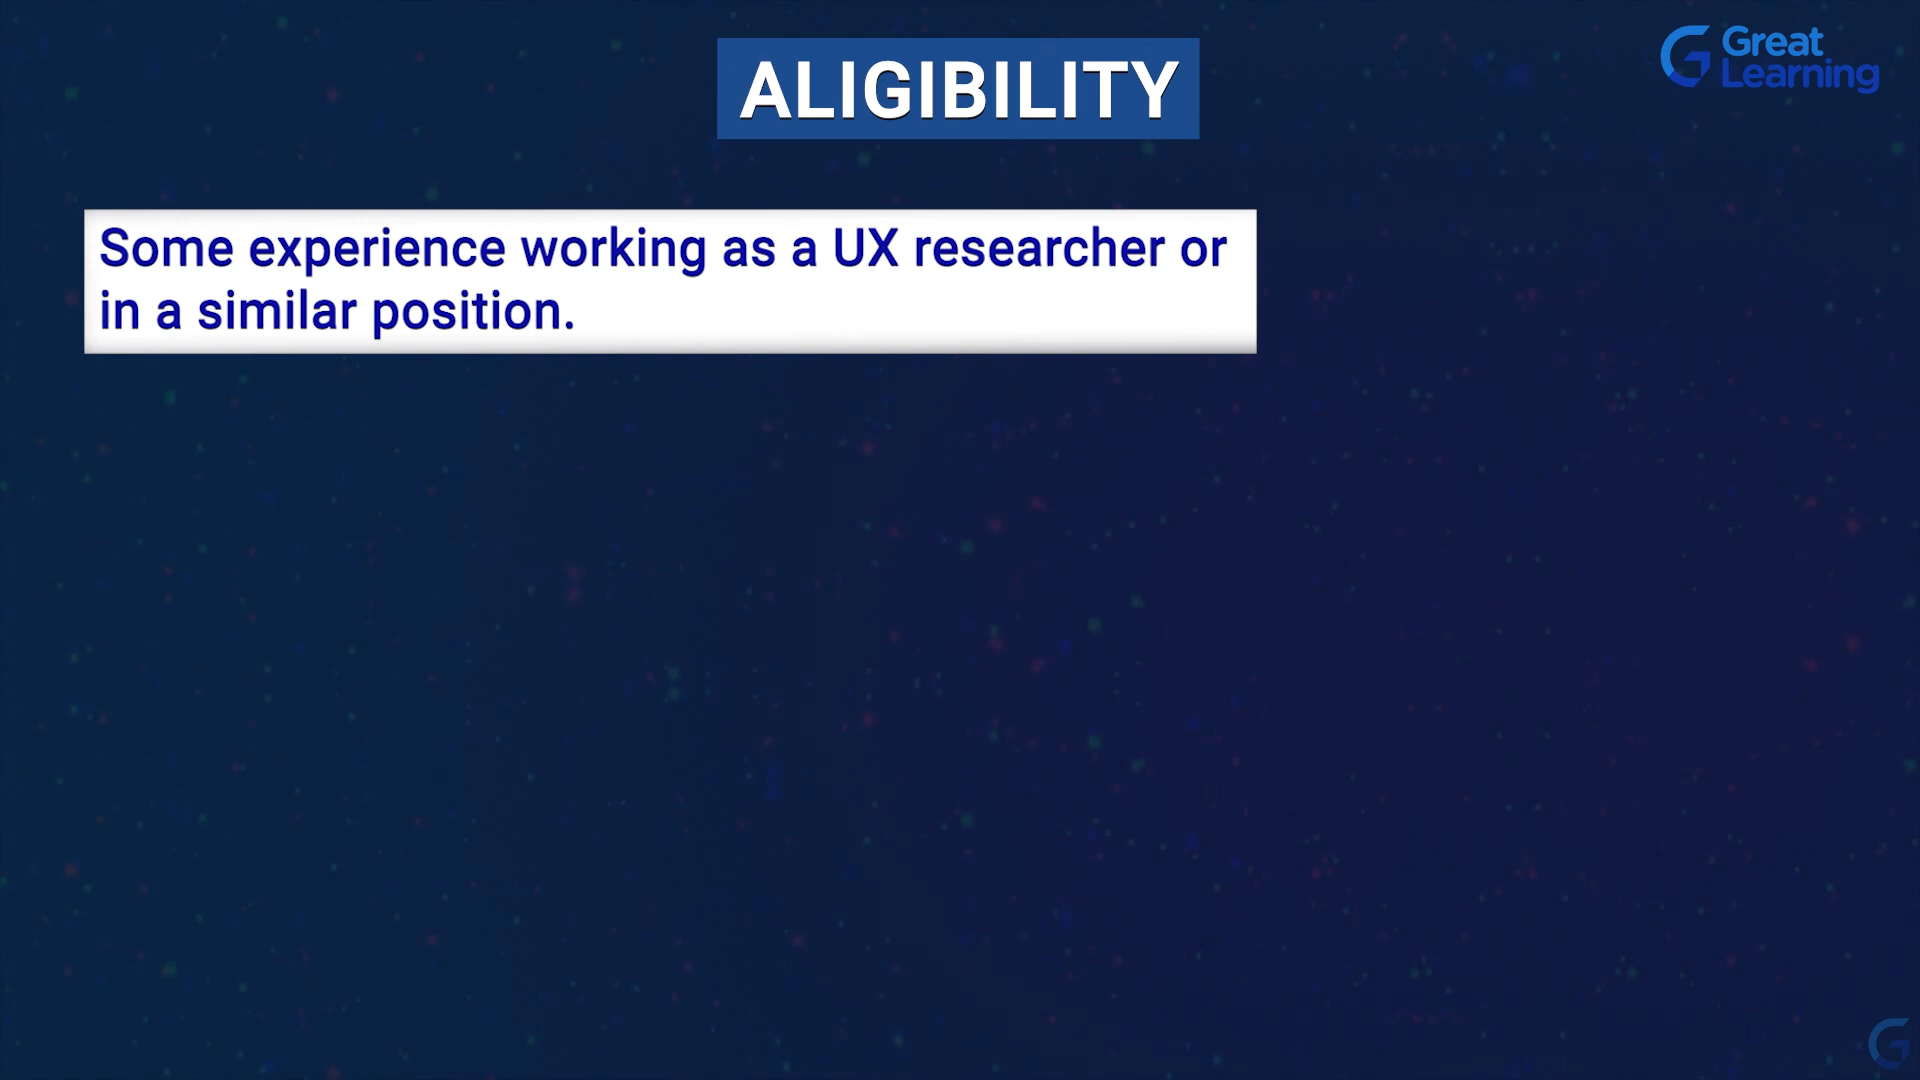 Great
Learning
ALIGIBILITY
Some experience working as a UX researcher or
in a similar position.